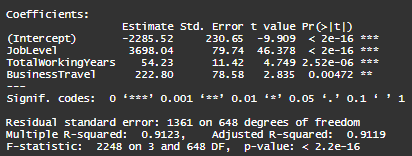 Coefficients:
Estimate Std. Error t value Pr(>|t|)
(Intercept) -2285.52 230.65 -9.909 < 2e-16 ***
JobLevel 3698.04 79.74 46.378 < 2e-16 ***
TotalWorkingYears 54.23 11.42 4.749 2.52e-06 ***
BusinessTravel 222.80 78.58 2.835 0.00472 **
---
Signif. codes: 0 ‘***’ 0.001 ‘**’ 0.01 ‘*’ 0.05 ‘.’ 0.1 ‘ ’ 1
Residual standard error: 1361 on 648 degrees of freedom
Multiple R-squared: 0.9123, Adjusted R-squared: 0.9119
F-statistic: 2248 on 3 and 648 DF, p-value: < 2.2e-16